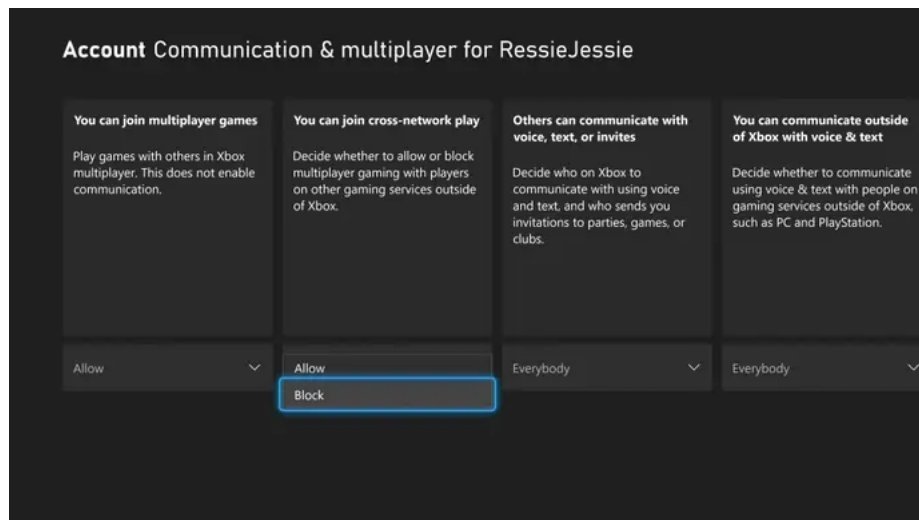 Account Communication & multiplayer for RessieJessie
You can join multiplayer games
Play games with others in Xbox
multiplayer. This does not enable
communication.
Allow
You can join cross-network play
Decide whether to allow or block
multiplayer gaming with players
on other gaming services outside
of Xbox.
Allow
Block
Others can communicate with
voice, text, or invites
Decide who on Xbox to
communicate with using voice
and text, and who sends you
invitations to parties, games, or
clubs.
Everybody
You can communicate outside
of Xbox with voice & text
Decide whether to communicate
using voice & text with people on
gaming services outside of Xbox,
such as PC and PlayStation.
Everybody